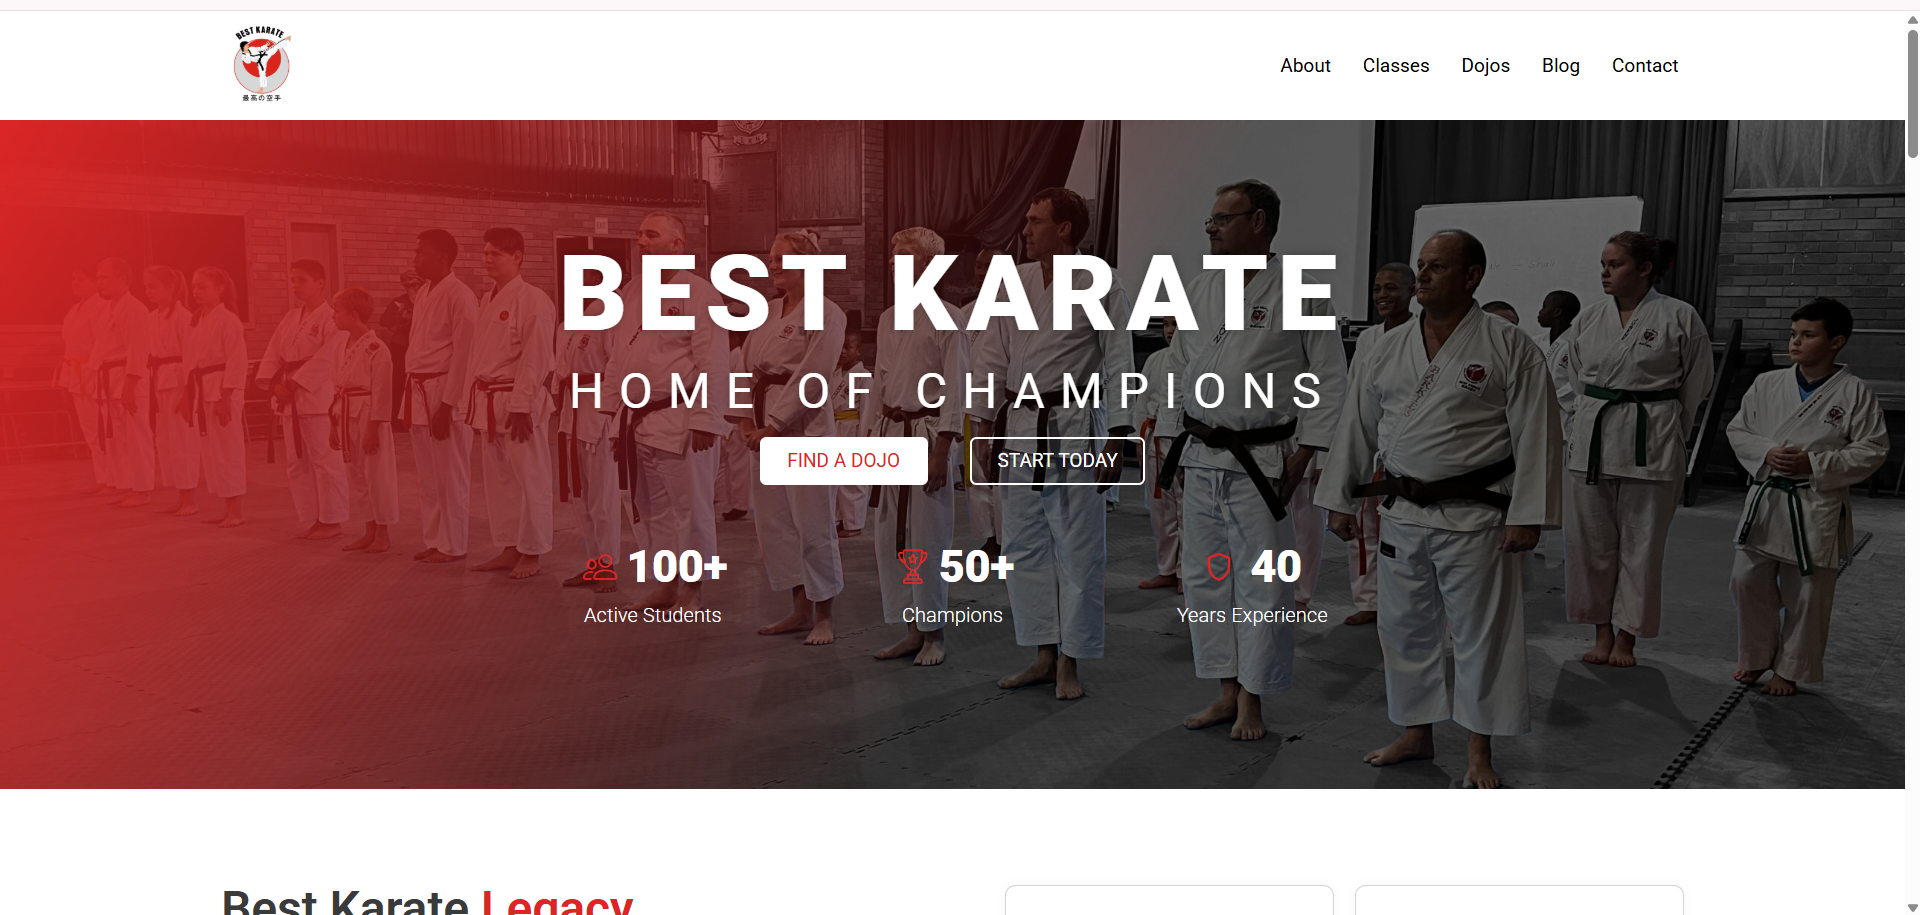 BEST KARATE
最高の空手
About Classes Dojos Blog Contact
BEST KARATE
HOME OF CHAMPIONS
FIND A DOJO START TODAY
100+ 50+ 40
Active Students Champions Years Experience
Best Karate Legacy